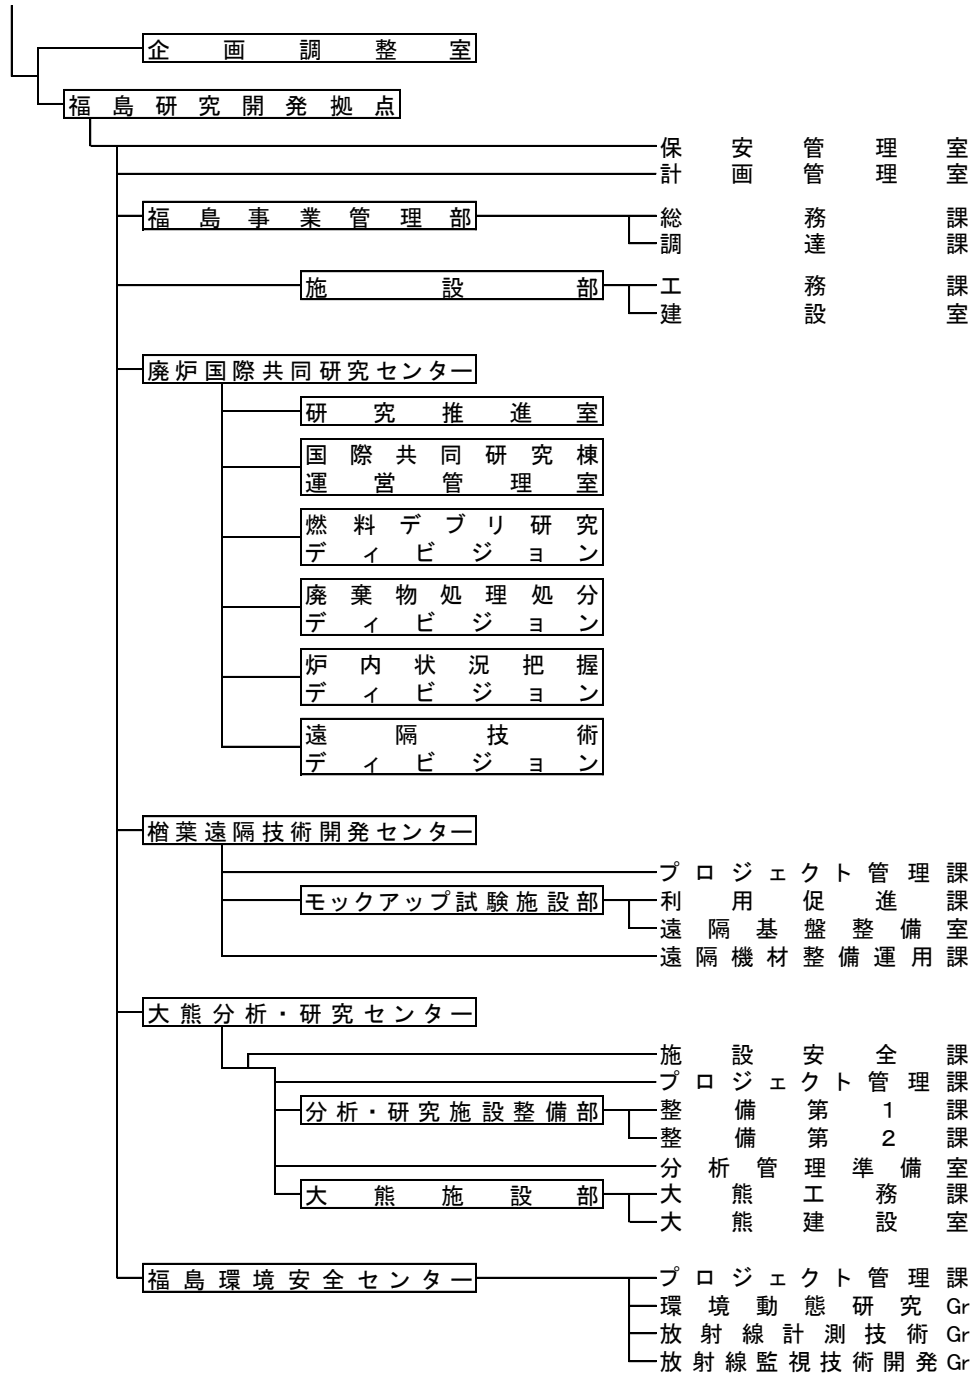 企画調整室
福島研究開発拠点
保安管理室
計画管理室
福島事業管理部
総務課
調達課
施設部
工務課
建設室
廃炉国際共同研究センター
研究推進室
国際共同研究棟
運営管理室
燃料デブリ研究
ディビジョン
廃棄物処理処分
ディビジョン
炉内状況把握
ディビジョン
遠隔技術
ディビジョン
楢葉遠隔技術開発センター
プロジェクト管理課
モックアップ試験施設部
利用促進課
遠隔基盤整備室
遠隔機材整備運用課
大熊分析・研究センター
施設安全課
プロジェクト管理課
分析・研究施設整備部
整備第1課
整備第2課
分析管理準備室
大熊施設部
大熊工務課
大熊建設室
福島環境安全センター
プロジェクト管理課
環境動態研究Gr
放射線計測技術Gr
放射線監視技術開発Gr